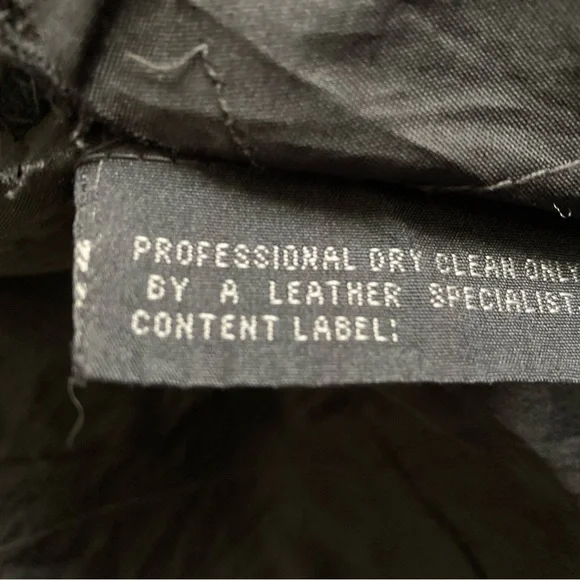 PROFESSIONAL DRY CLEAN ONLY
BY A LEATHER SPECIALIST
CONTENT LABEL: